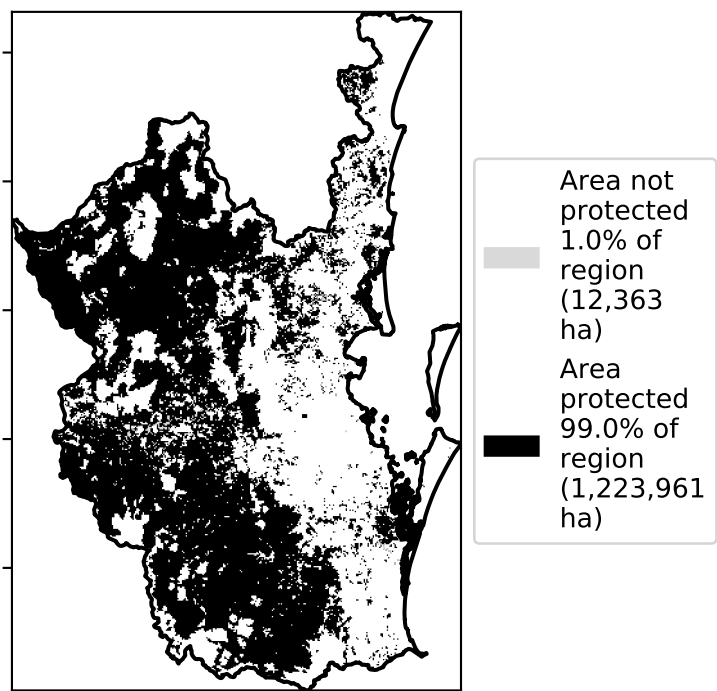 Area not
protected
1.0% of
region
(12,363
ha)
Area
protected
99.0% of
region
(1,223,961
ha)